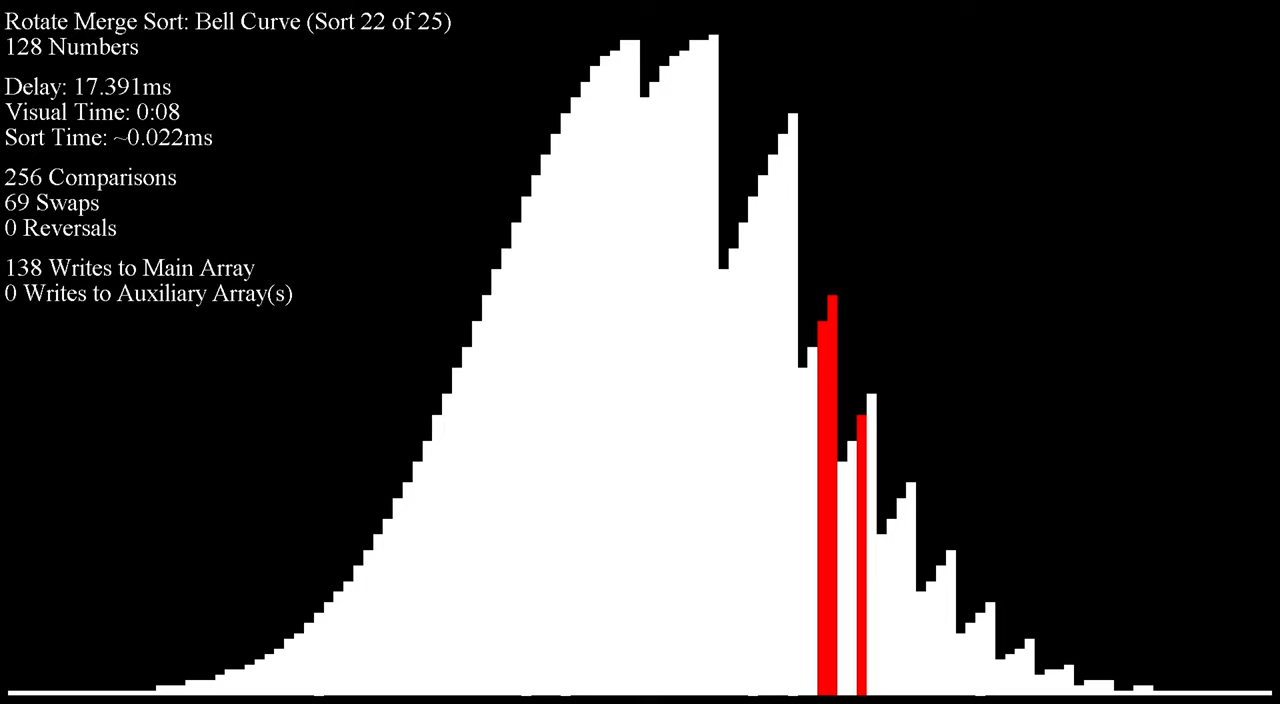 Rotate Merge Sort: Bell Curve (Sort 22 of 25)
128 Numbers
Delay: 17.391ms
Visual Time: 0:08
Sort Time: ~0.022ms
256 Comparisons
69 Swaps
0 Reversals
138 Writes to Main Array
0 Writes to Auxiliary Array(s)